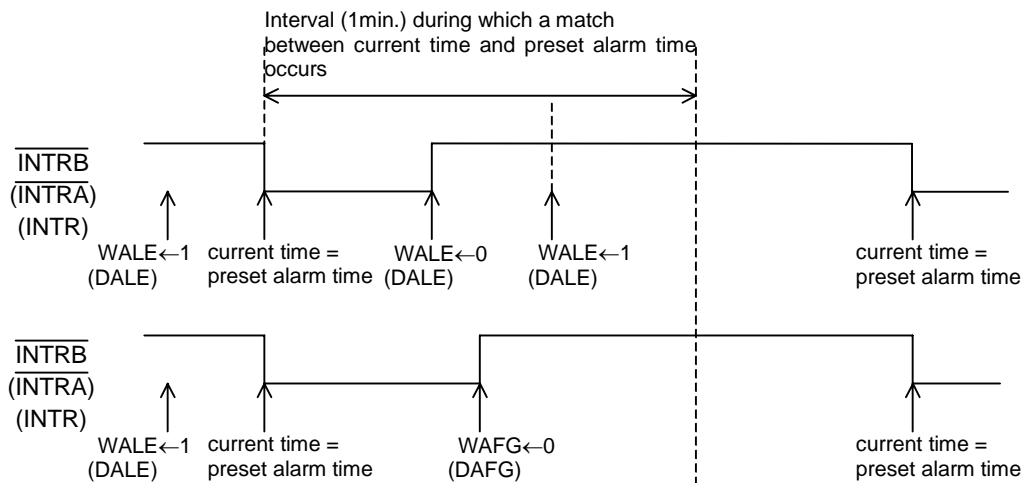 Interval (1min.) during which a match
between current time and preset alarm time
occurs
INTRB
(INTRA)
(INTR)
WALE←1
(DALE)
current time =
preset alarm time
WALE←0
(DALE)
WALE←1
(DALE)
current time =
preset alarm time
INTRB
(INTRA)
(INTR)
WALE←1
(DALE)
current time =
preset alarm time
WAFG←0
(DAFG)
current time =
preset alarm time